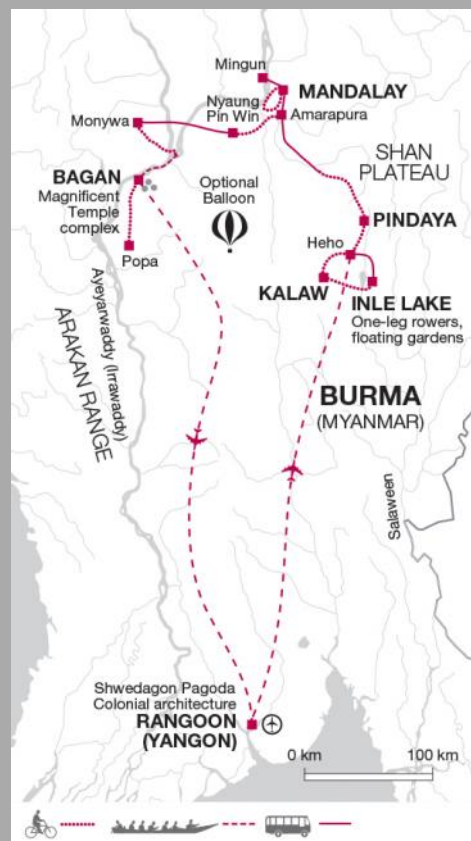 Mingun
MANDALAY
Nyaung
Pin Win
Amarapura
Monywa
SHAN
PLATEAU
BAGAN
Magnificent
Temple
complex
Optional
Balloon
PINDAYA
Popa
Heho
KALAW
INLE LAKE
One-leg rowers,
floating gardens
Ayeyarwaddy (Irrawaddy)
ARAKAN RANGE
BURMA
(MYANMAR)
Salaween
Shwedagon Pagoda
Colonial architecture
RANGOON
(YANGON)
0 km
100 km